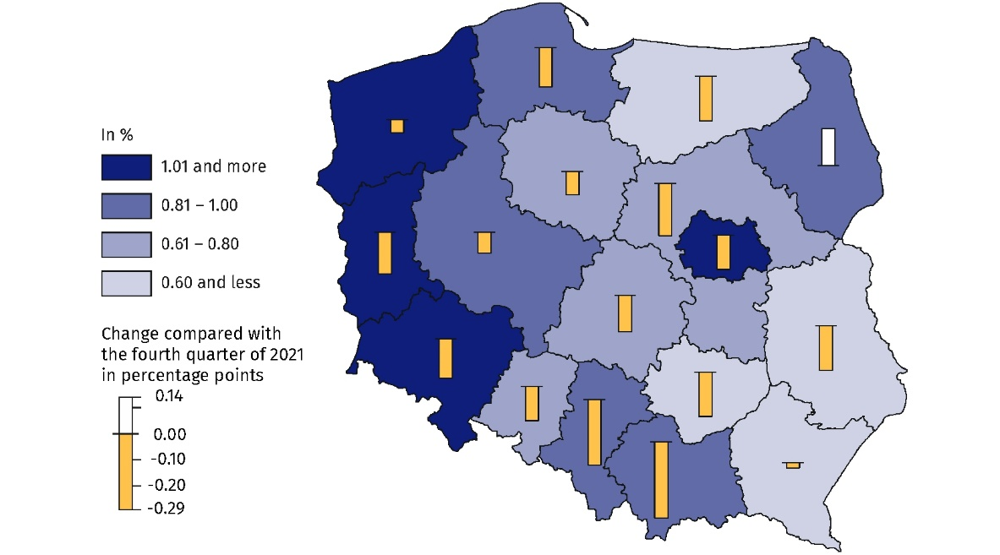 In %
1.01 and more
0.81 – 1.00
0.61 – 0.80
0.60 and less
Change compared with
the fourth quarter of 2021
in percentage points
0.14
0.00
-0.10
-0.20
-0.29